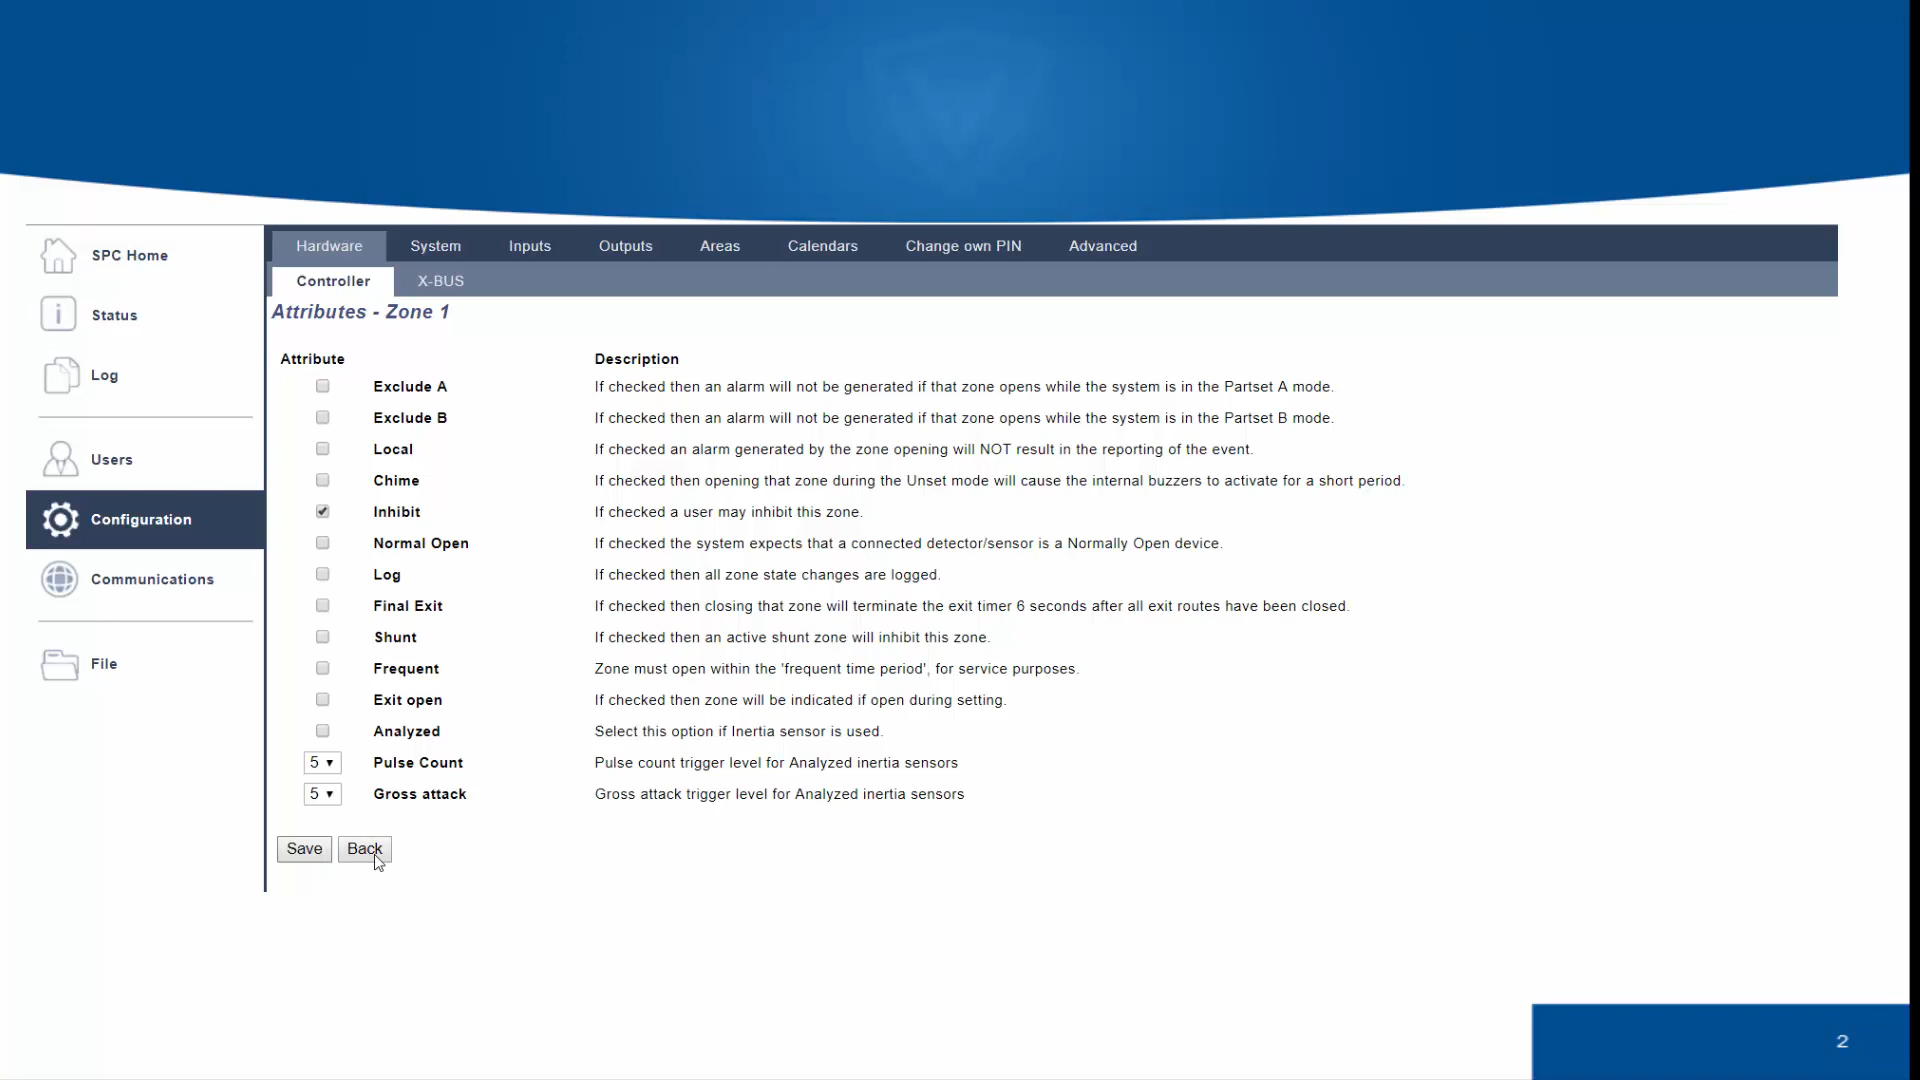 SPC Home
Status
Log
Users
Configuration
Communications
File
Hardware System Inputs Outputs Areas Calendars Change own PIN Advanced
Controller X-BUS
Attributes - Zone 1
Attribute Description
Exclude A If checked then an alarm will not be generated if that zone opens while the system is in the Partset A mode.
Exclude B If checked then an alarm will not be generated if that zone opens while the system is in the Partset B mode.
Local If checked an alarm generated by the zone opening will NOT result in the reporting of the event.
Chime If checked then opening that zone during the Unset mode will cause the internal buzzers to activate for a short period.
Inhibit If checked a user may inhibit this zone.
Normal Open If checked the system expects that a connected detector/sensor is a Normally Open device.
Log If checked then all zone state changes are logged.
Final Exit If checked then closing that zone will terminate the exit timer 6 seconds after all exit routes have been closed.
Shunt If checked then an active shunt zone will inhibit this zone.
Frequent Zone must open within the 'frequent time period', for service purposes.
Exit open If checked then zone will be indicated if open during setting.
Analyzed Select this option if Inertia sensor is used.
5 Pulse Count Pulse count trigger level for Analyzed inertia sensors
5 Gross attack Gross attack trigger level for Analyzed inertia sensors
Save Back
2